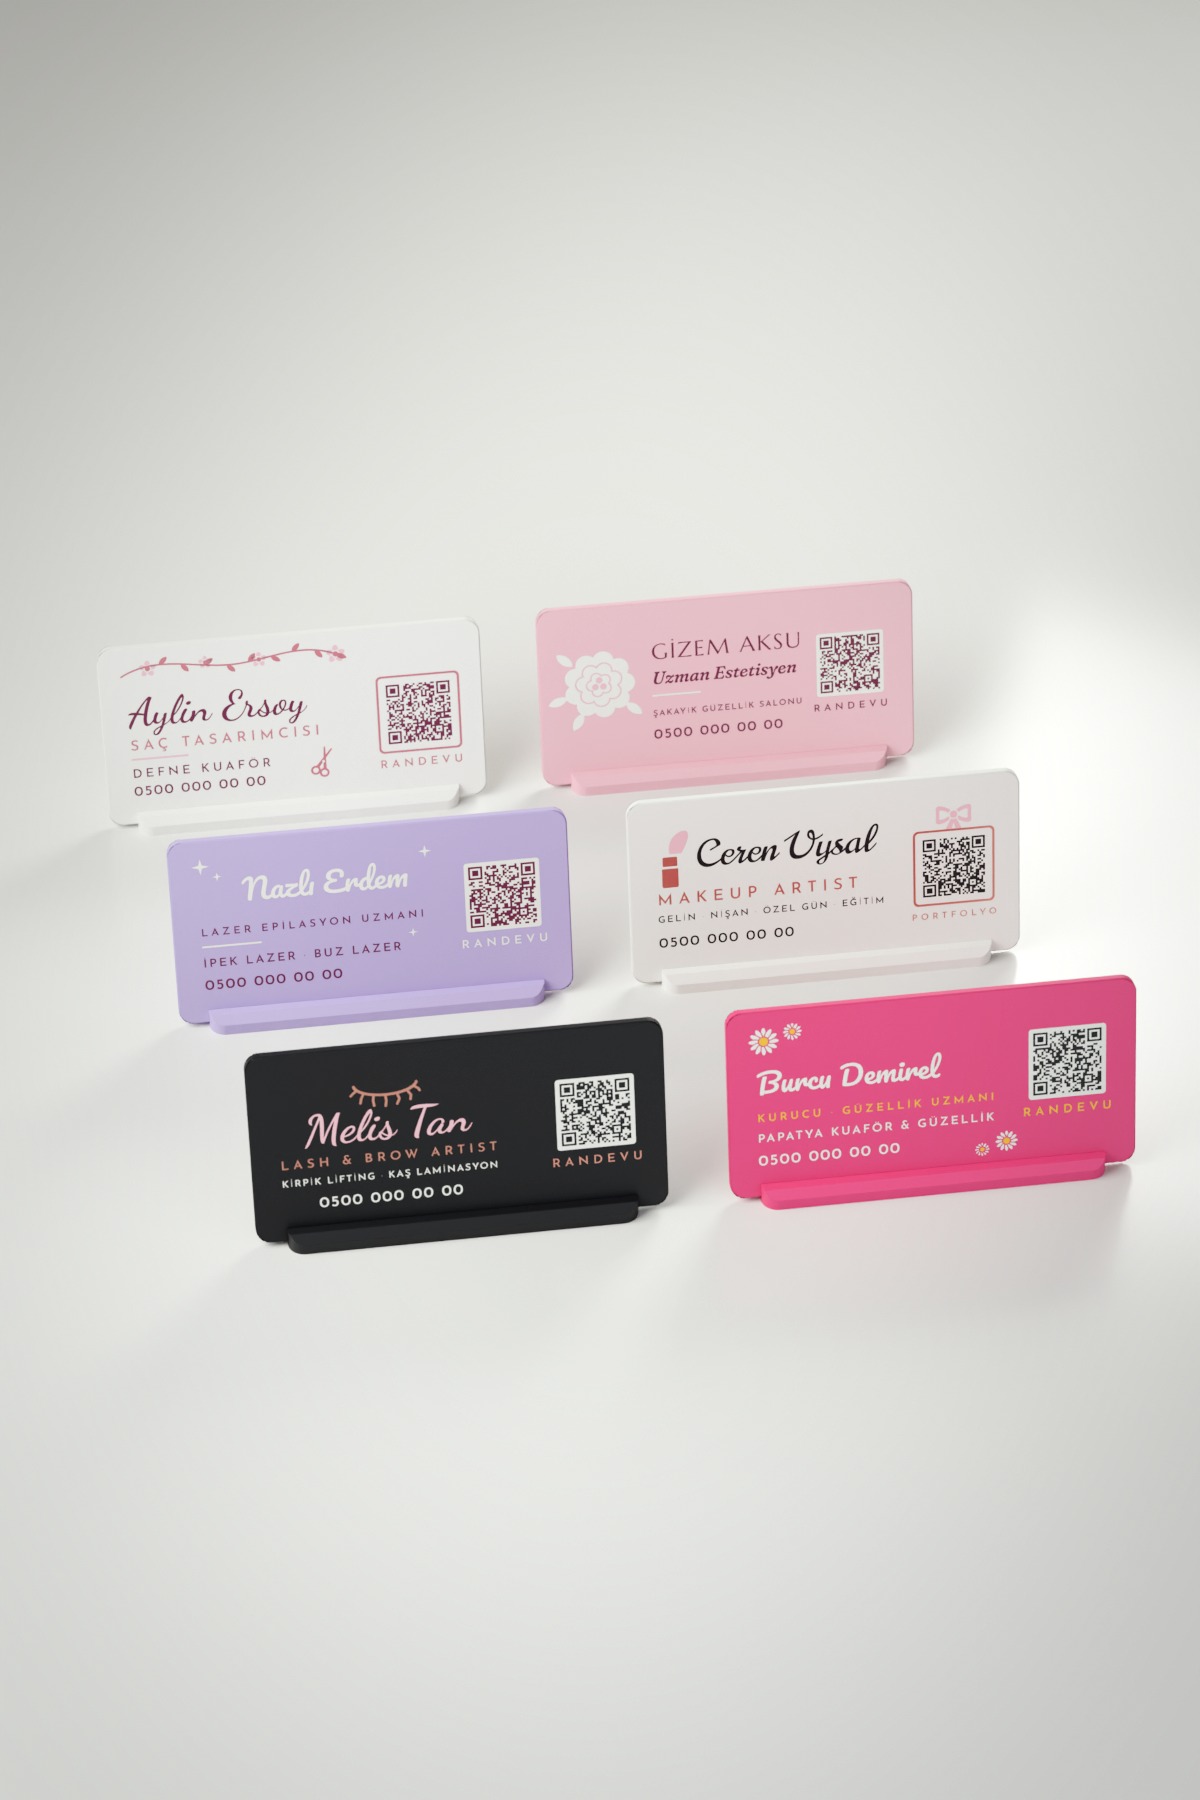 Aylin Ersoy
SAÇ TASARIMCISI
DEFNE KUAFÖR
0500 000 00 00
RANDEVU
GİZEM AKSU
Uzman Estetisyen
ŞAKAYIK GÜZELLİK SALONU
0500 000 00 00
RANDEVU
Nazlı Erdem
LAZER EPİLASYON UZMANI
İPEK LAZER · BUZ LAZER
0500 000 00 00
RANDEVU
Ceren Uysal
MAKEUP ARTIST
GELİN · NİŞAN · ÖZEL GÜN · EĞİTİM
0500 000 00 00
PORTFOLYO
Melis Tan
LASH & BROW ARTIST
KİRPİK LİFTİNG · KAŞ LAMİNASYON
0500 000 00 00
RANDEVU
Burcu Demirel
KURUCU · GÜZELLİK UZMANI
PAPATYA KUAFÖR & GÜZELLİK
0500 000 00 00
RANDEVU